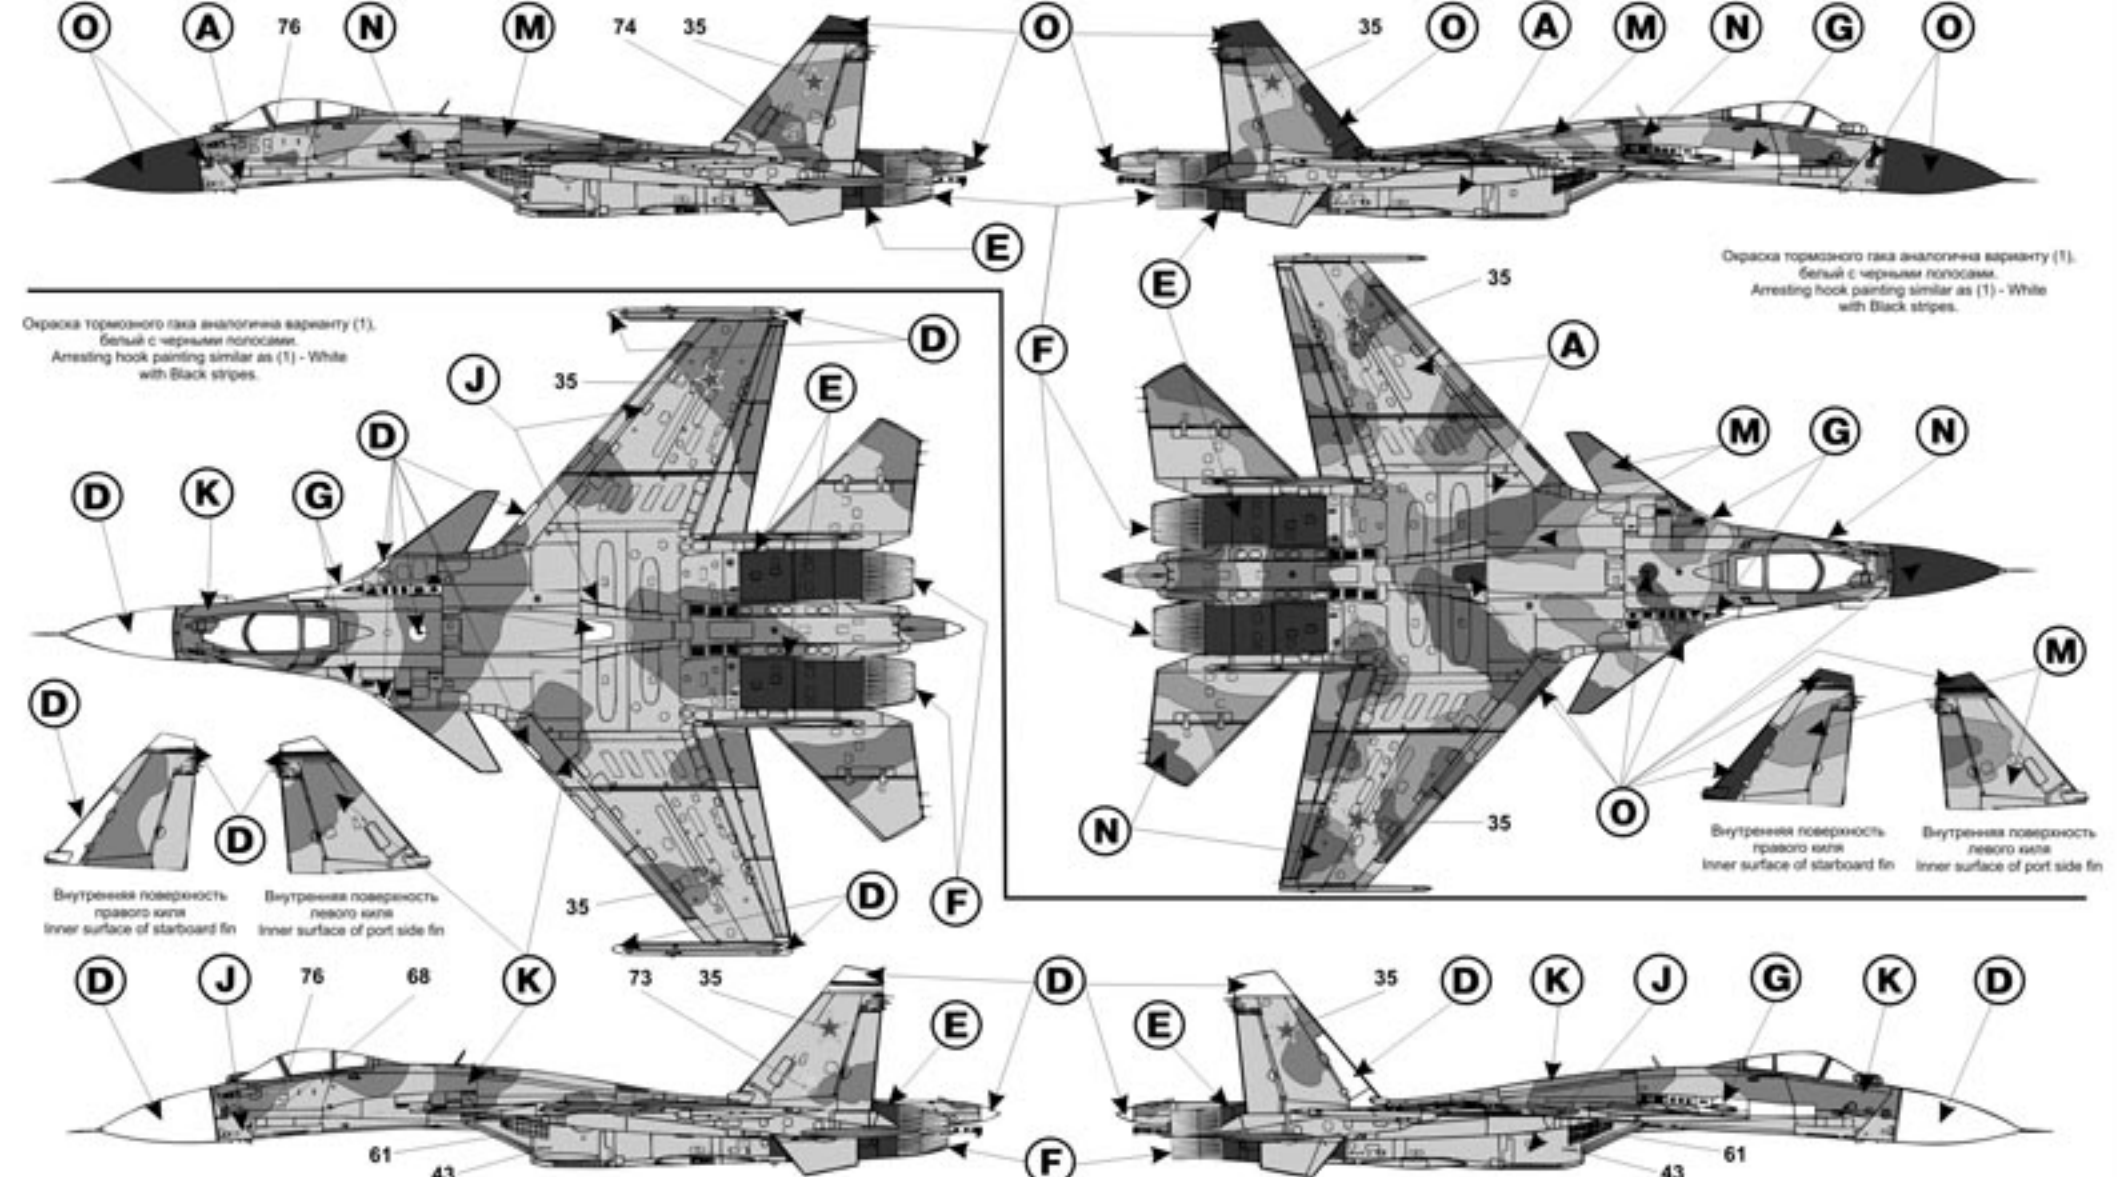 O A 76 N M 74 35 O 35 O A M N G O
E
E
35
Окраска тормозного гака аналогична варианту (1),
белый с черными полосами.
Arresting hook painting similar as (1) - White
with Black stripes.
Окраска тормозного гака аналогична варианту (1),
белый с черными полосами.
Arresting hook painting similar as (1) - White
with Black stripes.
D
F
A
J 35 E
D
M G N
D K G
M
D
D
O
N
35
Внутренняя поверхность
правого киля
Inner surface of starboard fin
Внутренняя поверхность
левого киля
Inner surface of port side fin
Внутренняя поверхность
правого киля
Inner surface of starboard fin
Внутренняя поверхность
левого киля
Inner surface of port side fin
35
D
F
D J 76 68 K 73 35 D 35 D K J G K D
E E
61
43
F
61
43